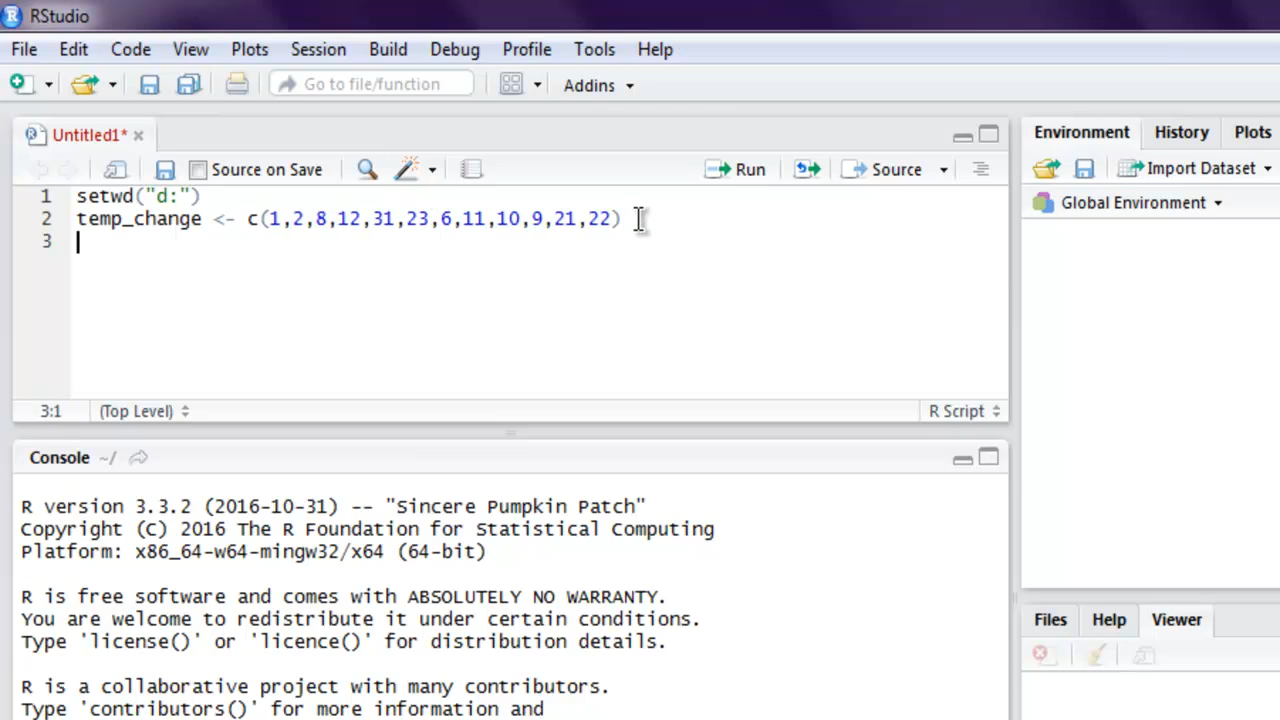 RStudio
File Edit Code View Plots Session Build Debug Profile Tools Help
Go to file/function Addins
Untitled1*
Source on Save Run Source
1 setwd("d:")
2 temp_change <- c(1,2,8,12,31,23,6,11,10,9,21,22)
3
3:1 (Top Level) R Script
Console ~/
R version 3.3.2 (2016-10-31) -- "Sincere Pumpkin Patch"
Copyright (C) 2016 The R Foundation for Statistical Computing
Platform: x86_64-w64-mingw32/x64 (64-bit)
R is free software and comes with ABSOLUTELY NO WARRANTY.
You are welcome to redistribute it under certain conditions.
Type 'license()' or 'licence()' for distribution details.
R is a collaborative project with many contributors.
Type 'contributors()' for more information and
Environment History Plots
Import Dataset
Global Environment
Files Help Viewer